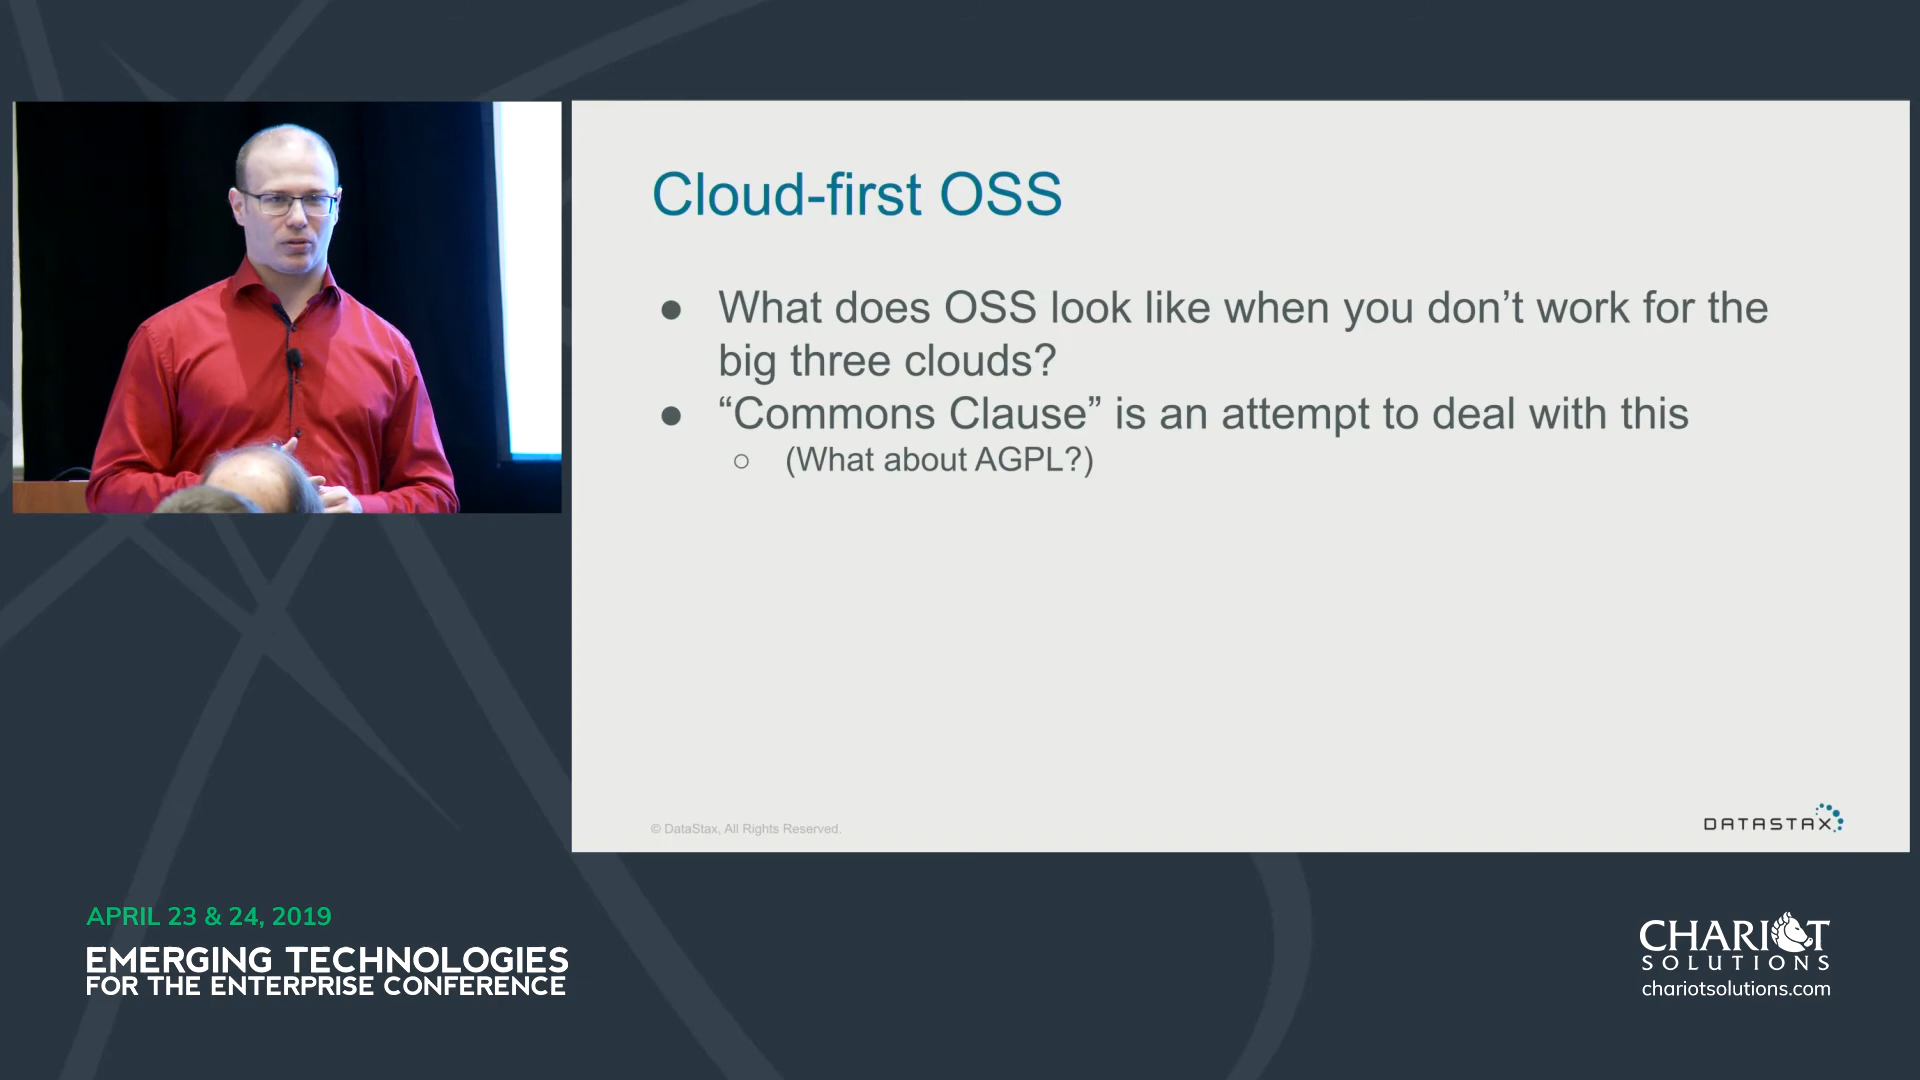 Cloud-first OSS
● What does OSS look like when you don’t work for the
big three clouds?
● “Commons Clause” is an attempt to deal with this
○ (What about AGPL?)
© DataStax, All Rights Reserved.
DATASTAX
APRIL 23 & 24, 2019
EMERGING TECHNOLOGIES
FOR THE ENTERPRISE CONFERENCE
CHARIOT
SOLUTIONS
chariotsolutions.com